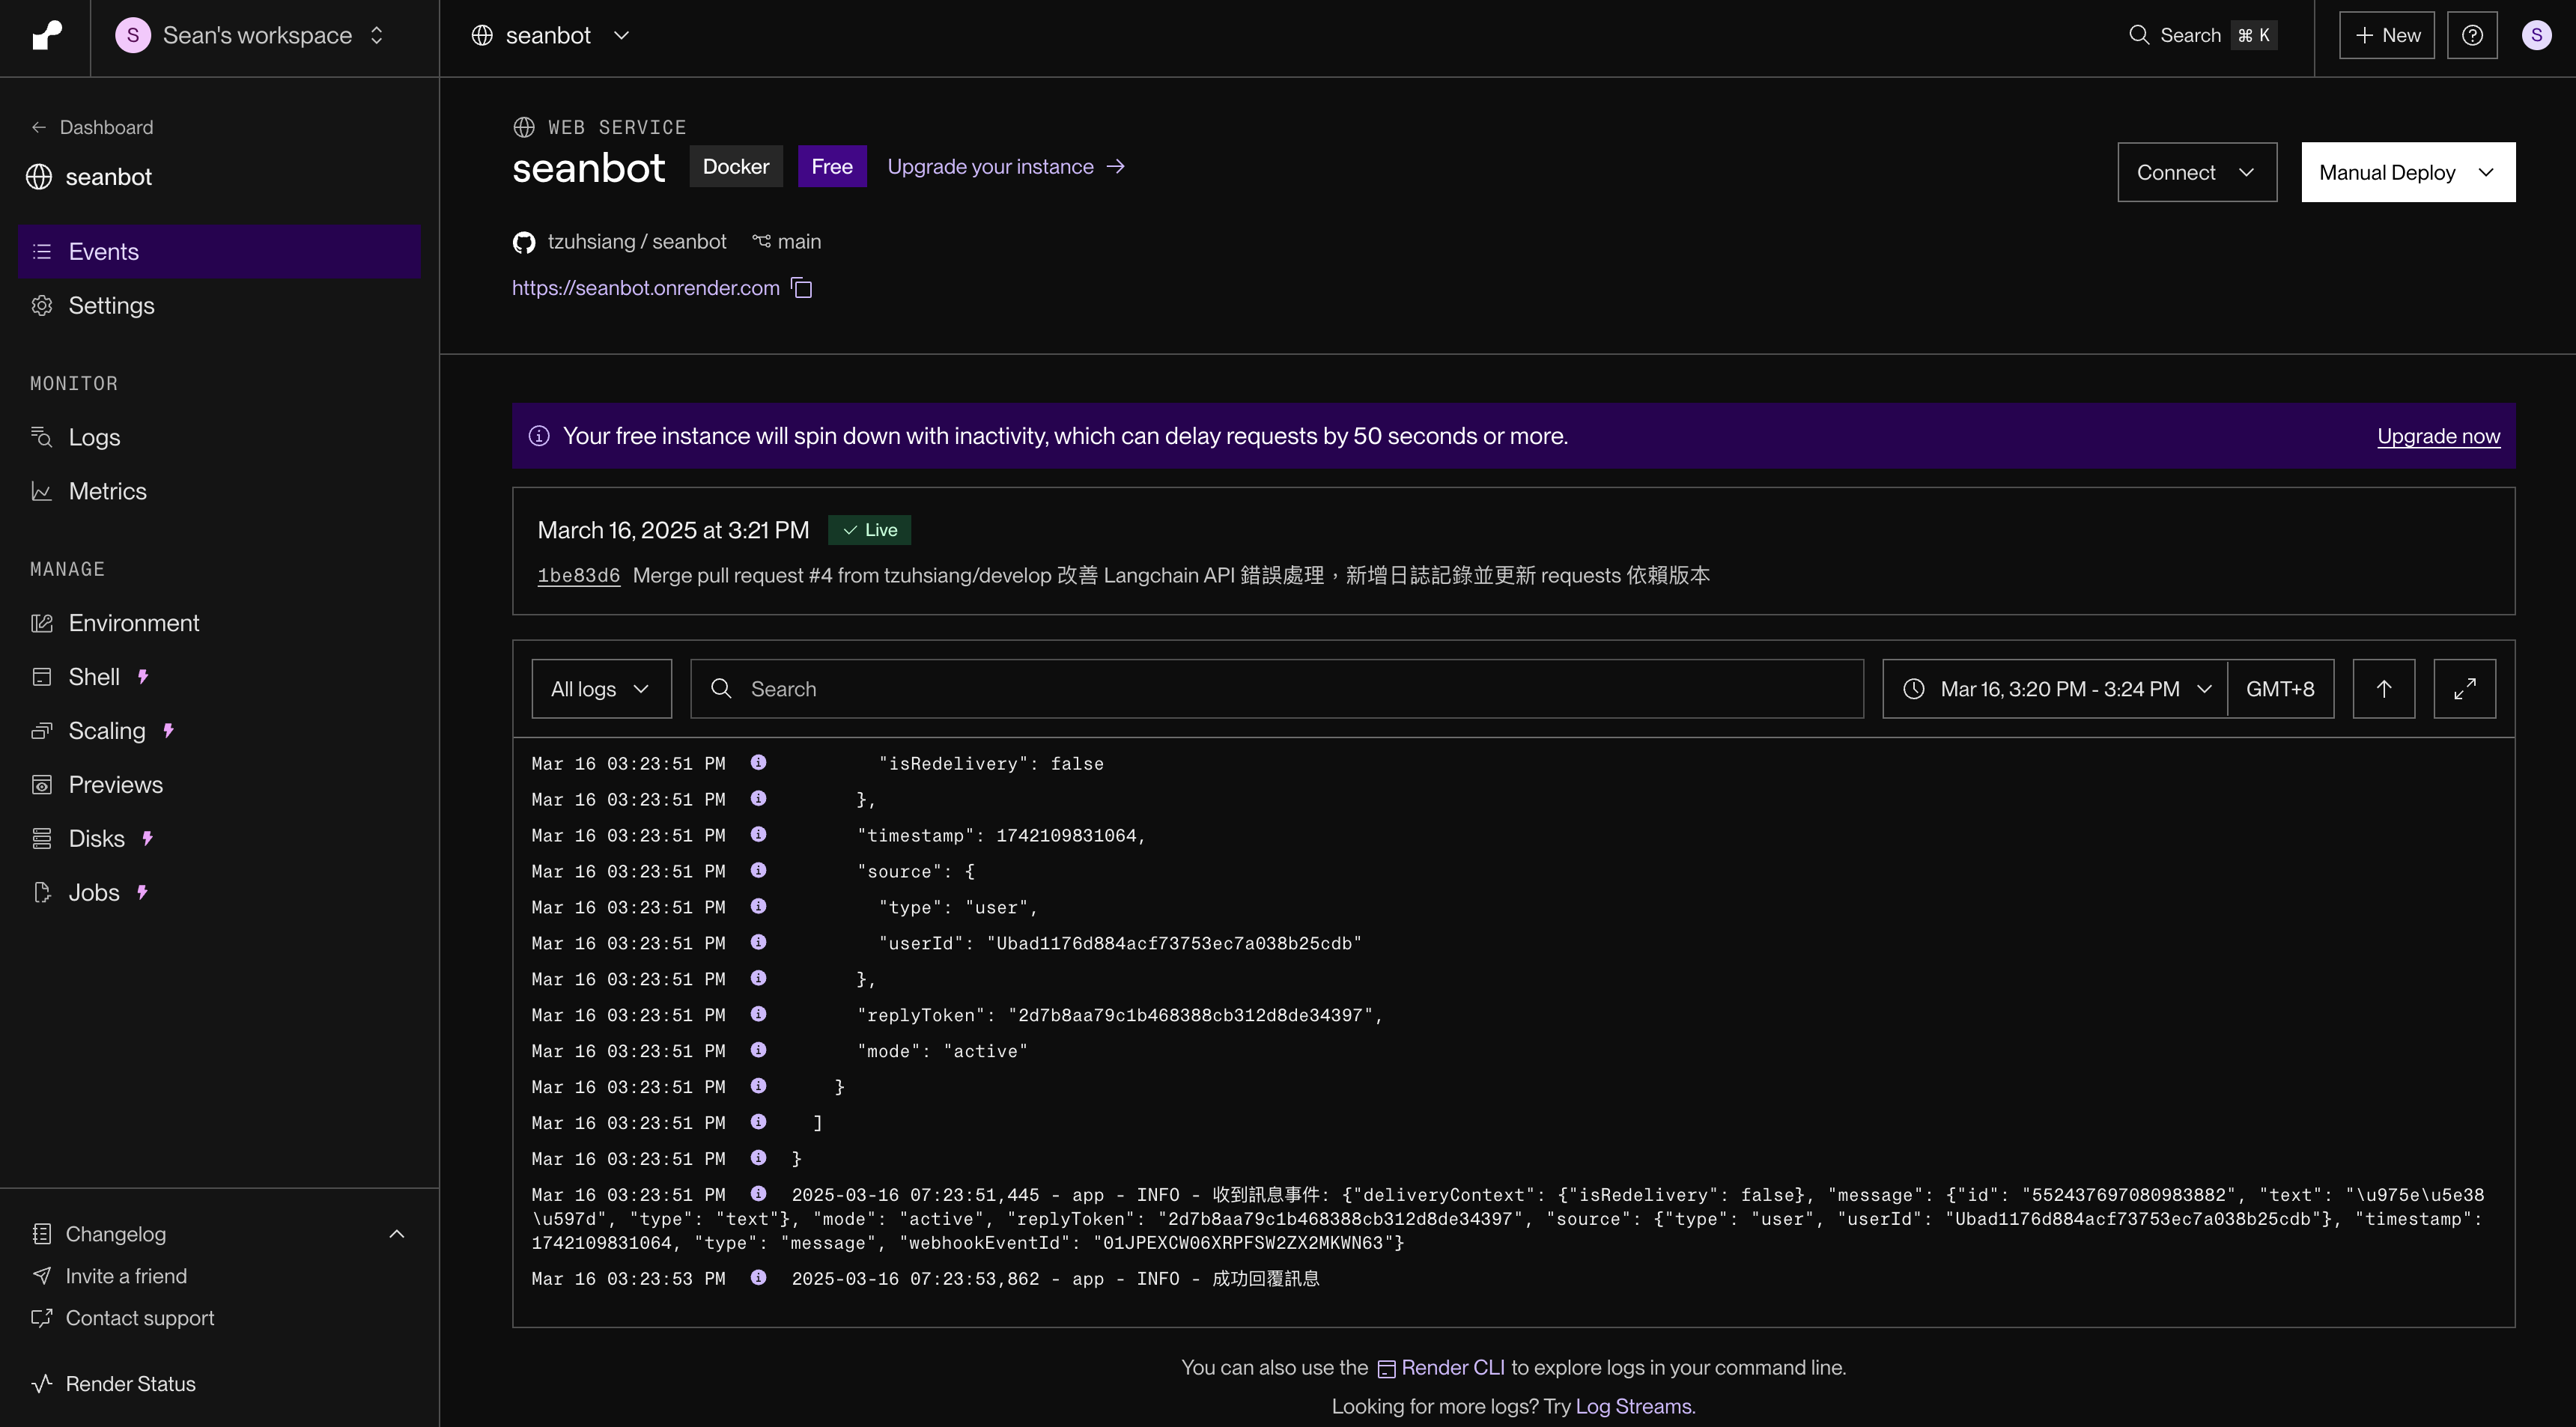 S Sean's workspace
seanbot
Search ⌘ K
+ New
S
← Dashboard
seanbot
Events
Settings
MONITOR
Logs
Metrics
MANAGE
Environment
Shell
Scaling
Previews
Disks
Jobs
Changelog
Invite a friend
Contact support
Render Status
WEB SERVICE
seanbot Docker Free Upgrade your instance →
Connect
Manual Deploy
tzuhsiang / seanbot main
https://seanbot.onrender.com
Your free instance will spin down with inactivity, which can delay requests by 50 seconds or more. Upgrade now
March 16, 2025 at 3:21 PM ✓ Live
1be83d6 Merge pull request #4 from tzuhsiang/develop 改善 Langchain API 錯誤處理，新增日誌記錄並更新 requests 依賴版本
All logs Search Mar 16, 3:20 PM - 3:24 PM GMT+8
Mar 16 03:23:51 PM "isRedelivery": false
Mar 16 03:23:51 PM },
Mar 16 03:23:51 PM "timestamp": 1742109831064,
Mar 16 03:23:51 PM "source": {
Mar 16 03:23:51 PM "type": "user",
Mar 16 03:23:51 PM "userId": "Ubad1176d884acf73753ec7a038b25cdb"
Mar 16 03:23:51 PM },
Mar 16 03:23:51 PM "replyToken": "2d7b8aa79c1b468388cb312d8de34397",
Mar 16 03:23:51 PM "mode": "active"
Mar 16 03:23:51 PM }
Mar 16 03:23:51 PM ]
Mar 16 03:23:51 PM }
Mar 16 03:23:51 PM 2025-03-16 07:23:51,445 - app - INFO - 收到訊息事件: {"deliveryContext": {"isRedelivery": false}, "message": {"id": "552437697080983882", "text": "\u975e\u5e38
\u597d", "type": "text"}, "mode": "active", "replyToken": "2d7b8aa79c1b468388cb312d8de34397", "source": {"type": "user", "userId": "Ubad1176d884acf73753ec7a038b25cdb"}, "timestamp":
1742109831064, "type": "message", "webhookEventId": "01JPEXCW06XRPFSW2ZX2MKWN63"}
Mar 16 03:23:53 PM 2025-03-16 07:23:53,862 - app - INFO - 成功回覆訊息
You can also use the Render CLI to explore logs in your command line.
Looking for more logs? Try Log Streams.